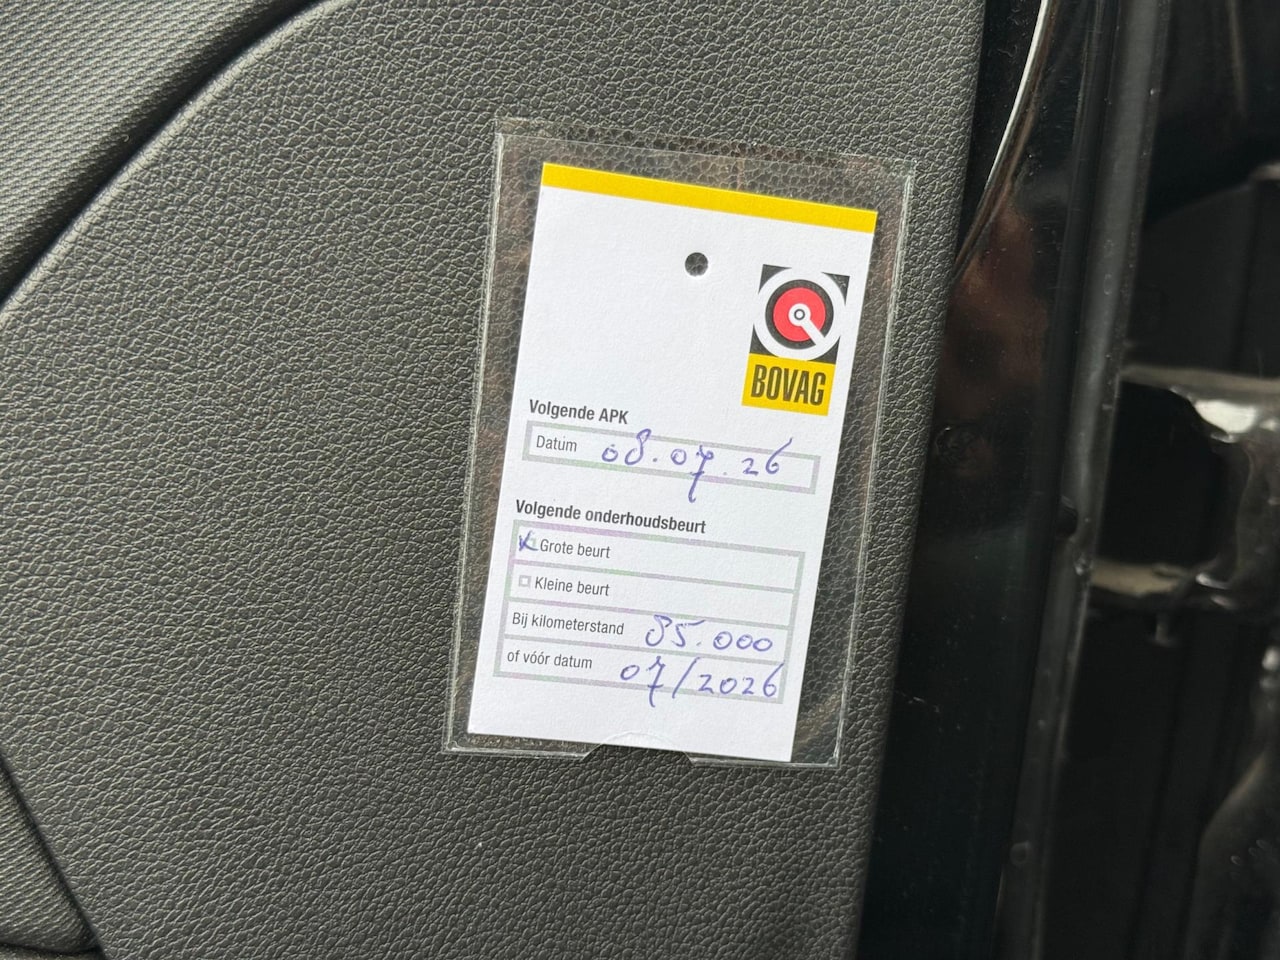 BOVAG
Volgende APK
Datum 08.07.26
Volgende onderhoudsbeurt
Grote beurt
Kleine beurt
Bij kilometerstand 85.000
of vóór datum 07/2026